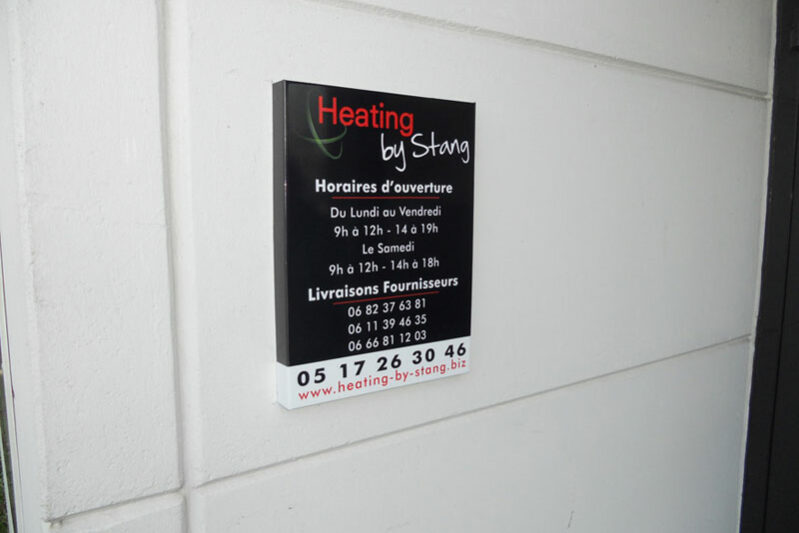 Heating
by Stang
Horaires d'ouverture
Du Lundi au Vendredi
9h à 12h - 14 à 19h
Le Samedi
9h à 12h - 14h à 18h
Livraisons Fournisseurs
06 82 37 63 81
06 11 39 46 35
06 66 81 12 03
05 17 26 30 46
www.heating-by-stang.biz